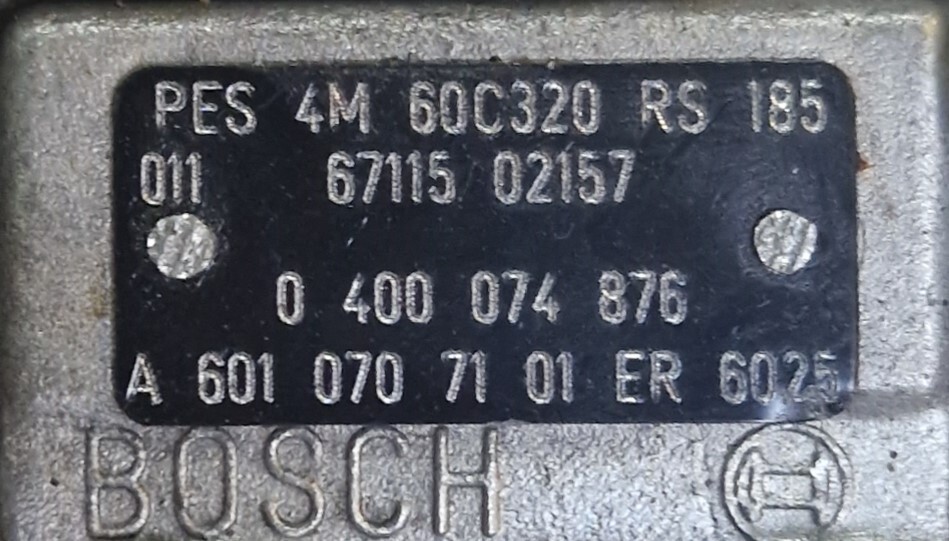 PES 4M 60C320 RS 185
011 67115 02157
0 400 074 876
A 601 070 71 01 ER 6025
BOSCH